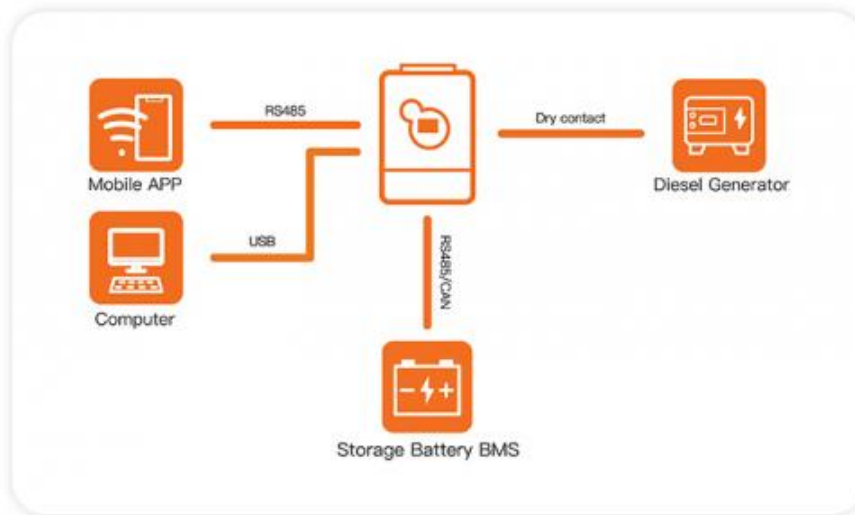 RS485
Dry contact
Mobile APP
Diesel Generator
USB
RS485/CAN
Computer
Storage Battery BMS